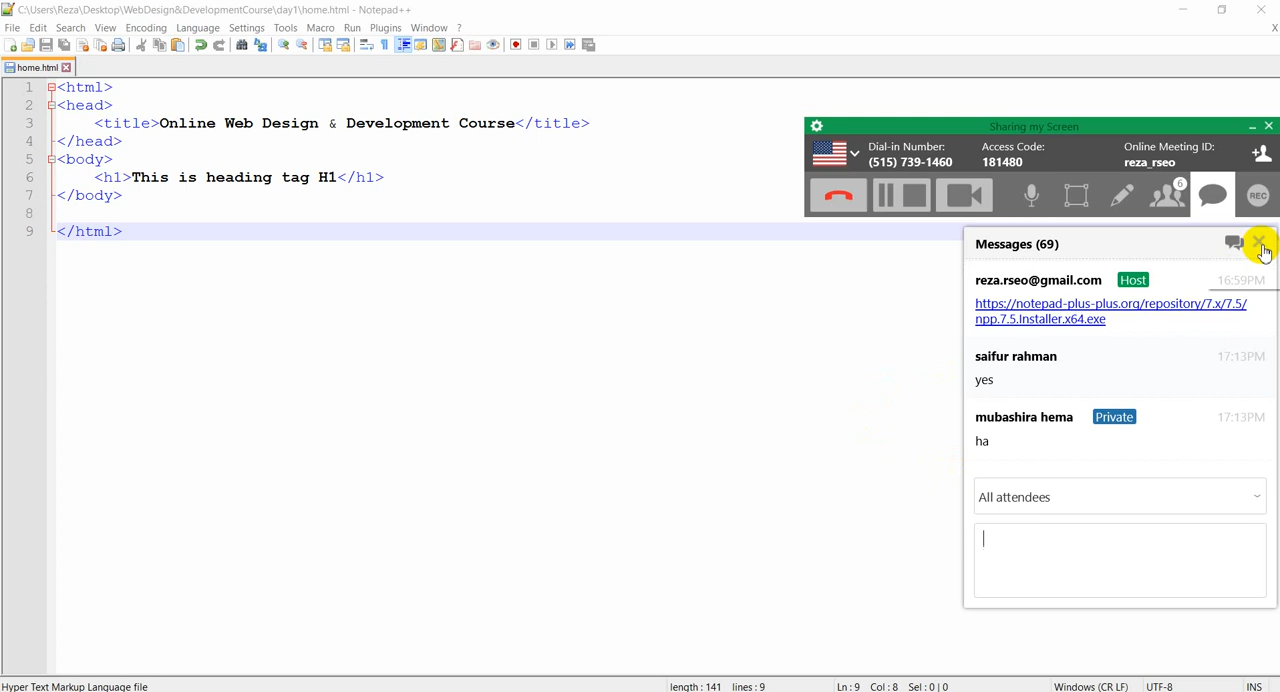 C:\Users\Reza\Desktop\WebDesign&DevelopmentCourse\day1\home.html - Notepad++
File Edit Search View Encoding Language Settings Tools Macro Run Plugins Window ?
X
home.html
1 <html>
2 <head>
3 <title>Online Web Design & Development Course</title>
4 </head>
5 <body>
6 <h1>This is heading tag H1</h1>
7 </body>
8
9 </html>
Sharing my Screen
Dial-in Number: Access Code: Online Meeting ID:
(515) 739-1460 181480 reza_rseo
6
REC
Messages (69)
reza.rseo@gmail.com Host 16:59PM
https://notepad-plus-plus.org/repository/7.x/7.5/
npp.7.5.Installer.x64.exe
saifur rahman 17:13PM
yes
mubashira hema Private 17:13PM
ha
All attendees
Hyper Text Markup Language file length : 141 lines : 9 Ln : 9 Col : 8 Sel : 0 | 0 Windows (CR LF) UTF-8 INS